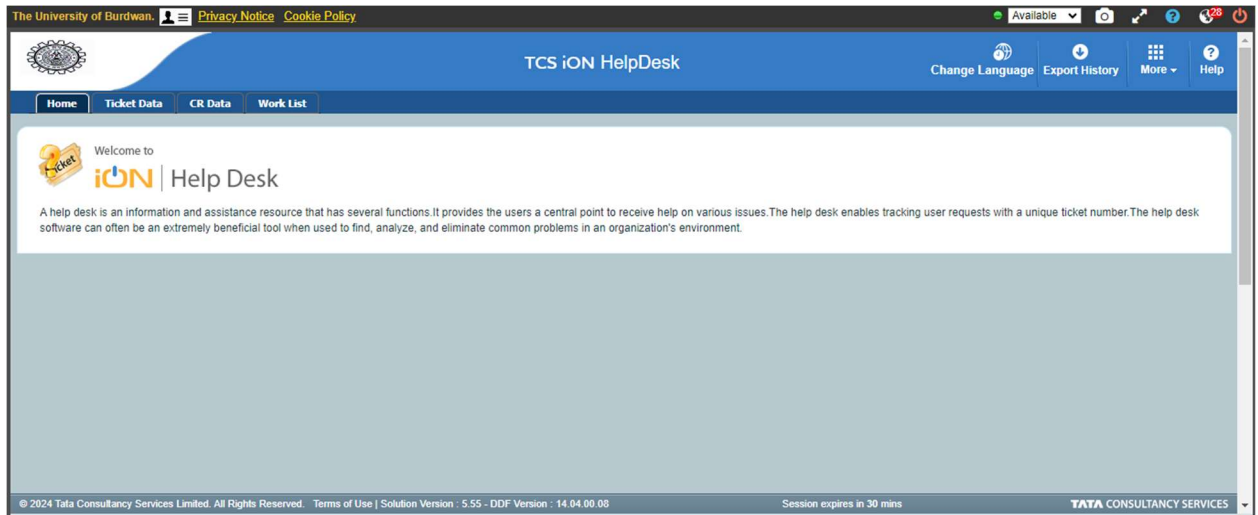 The University of Burdwan. Privacy Notice Cookie Policy Available 28
TCS iON HelpDesk
Change Language Export History More Help
Home Ticket Data CR Data Work List
Ticket
Welcome to
iON | Help Desk
A help desk is an information and assistance resource that has several functions.It provides the users a central point to receive help on various issues.The help desk enables tracking user requests with a unique ticket number.The help desk
software can often be an extremely beneficial tool when used to find, analyze, and eliminate common problems in an organization's environment.
© 2024 Tata Consultancy Services Limited. All Rights Reserved. Terms of Use | Solution Version : 5.55 - DDF Version : 14.04.00.08 Session expires in 30 mins TATA CONSULTANCY SERVICES